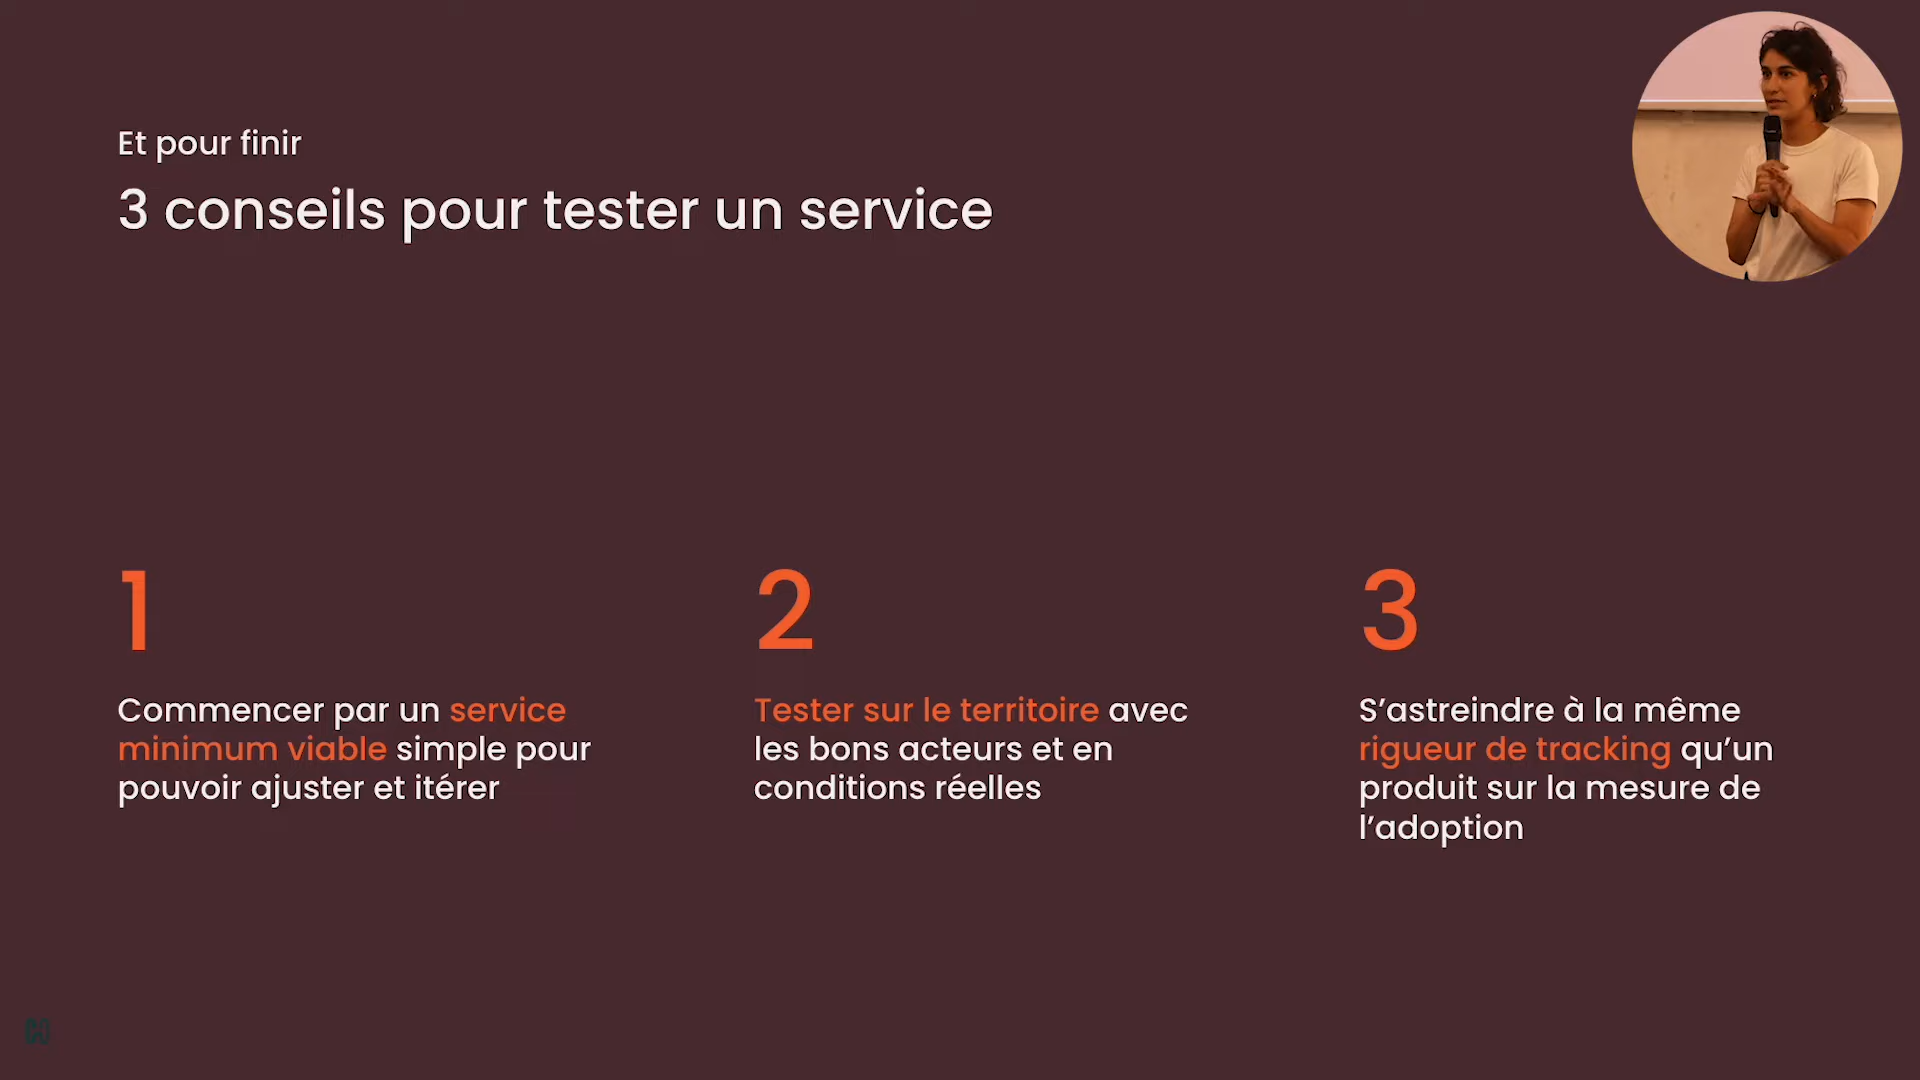 Et pour finir
3 conseils pour tester un service
1
Commencer par un service
minimum viable simple pour
pouvoir ajuster et itérer
2
Tester sur le territoire avec
les bons acteurs et en
conditions réelles
3
S’astreindre à la même
rigueur de tracking qu’un
produit sur la mesure de
l’adoption
CO